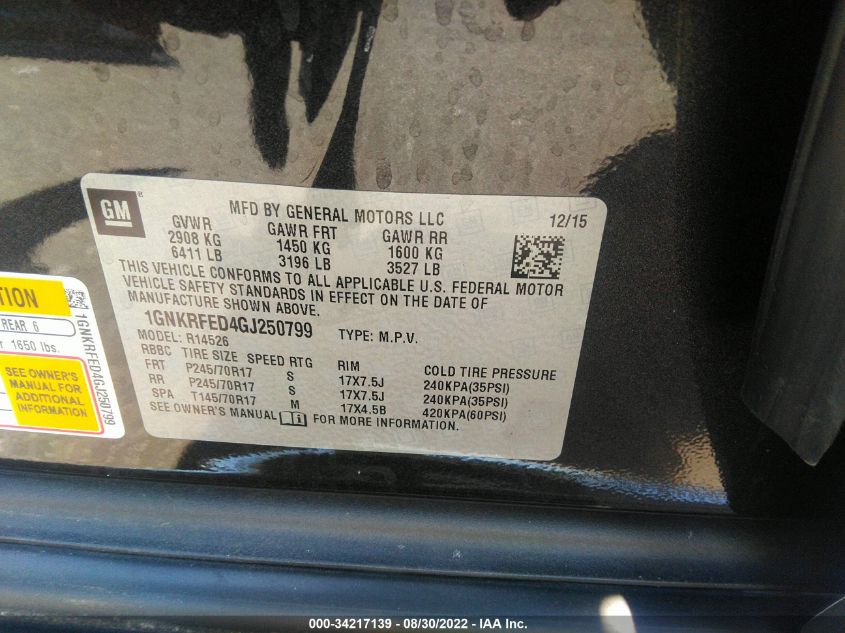 GM
MFD BY GENERAL MOTORS LLC 12/15
GVWR GAWR FRT GAWR RR
2908 KG 1450 KG 1600 KG
6411 LB 3196 LB 3527 LB
THIS VEHICLE CONFORMS TO ALL APPLICABLE U.S. FEDERAL MOTOR
VEHICLE SAFETY STANDARDS IN EFFECT ON THE DATE OF
MANUFACTURE SHOWN ABOVE.
1GNKRFED4GJ250799 TYPE: M.P.V.
MODEL: R14526
RBBC TIRE SIZE SPEED RTG RIM COLD TIRE PRESSURE
FRT P245/70R17 S 17X7.5J 240KPA(35PSI)
RR P245/70R17 S 17X7.5J 240KPA(35PSI)
SPA T145/70R17 M 17X4.5B 420KPA(60PSI)
SEE OWNER'S MANUAL i FOR MORE INFORMATION.
REAR 6
1650 lbs.
SEE OWNER'S
MANUAL FOR
ADDITIONAL
INFORMATION
1GNKRFED4GJ250799
000-34217139 - 08/30/2022 - IAA Inc.